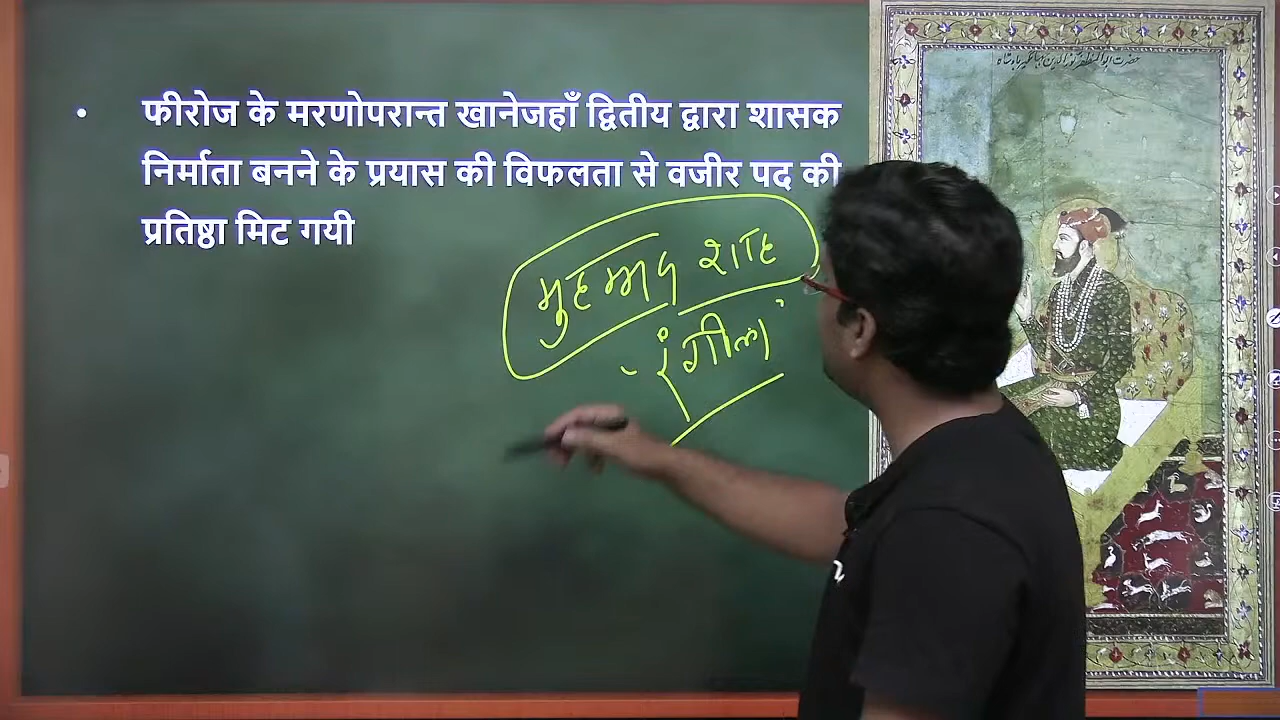 • फीरोज के मरणोपरान्त खानेजहाँ द्वितीय द्वारा शासक
निर्माता बनने के प्रयास की विफलता से वजीर पद की
प्रतिष्ठा मिट गयी
मुहम्मद शाह
'रंगीला'